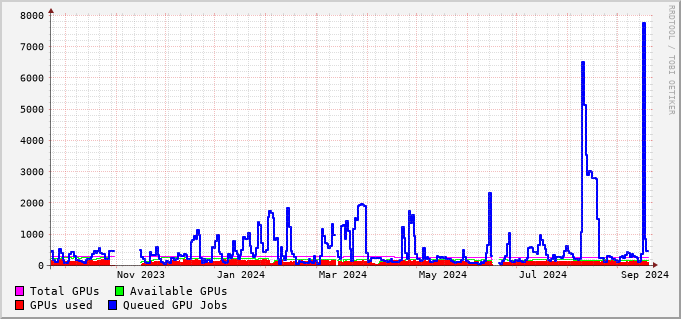 8000
7000
6000
5000
4000
3000
2000
1000
0
Nov 2023 Jan 2024 Mar 2024 May 2024 Jul 2024 Sep 2024
Total GPUs Available GPUs
GPUs used Queued GPU Jobs
RRDTOOL / TOBI OETIKER